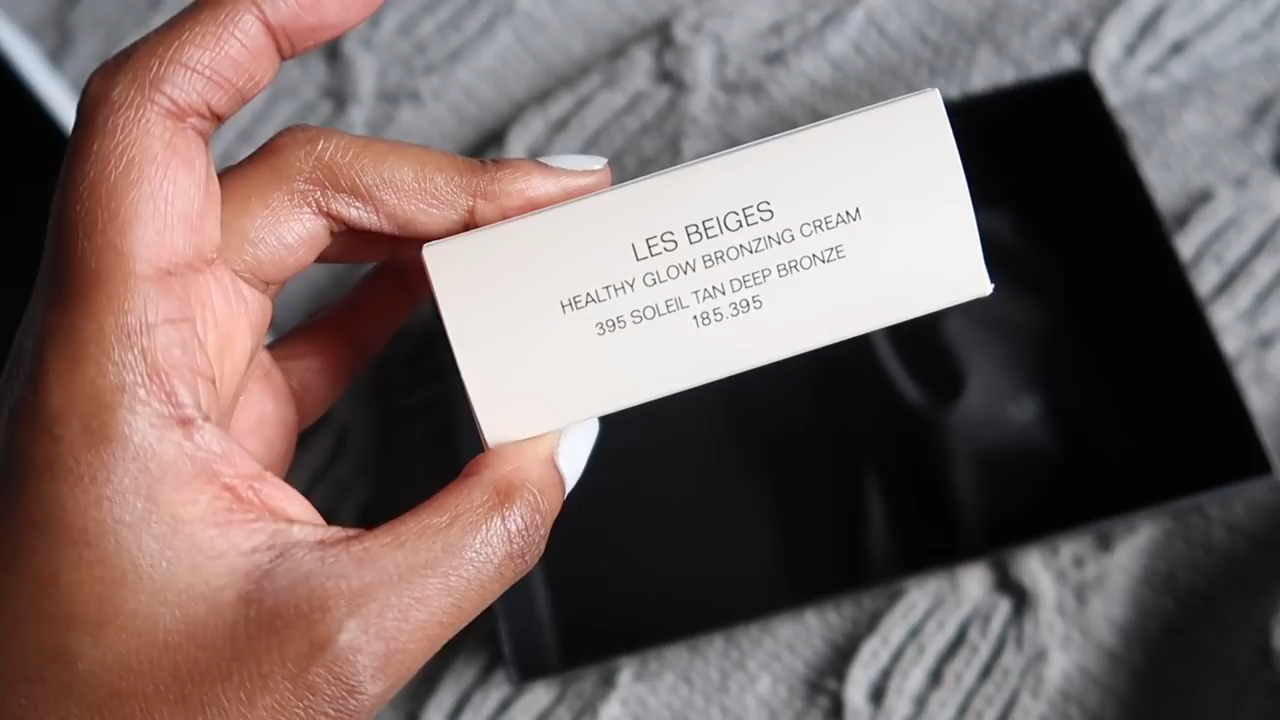 LES BEIGES
HEALTHY GLOW BRONZING CREAM
395 SOLEIL TAN DEEP BRONZE
185.395